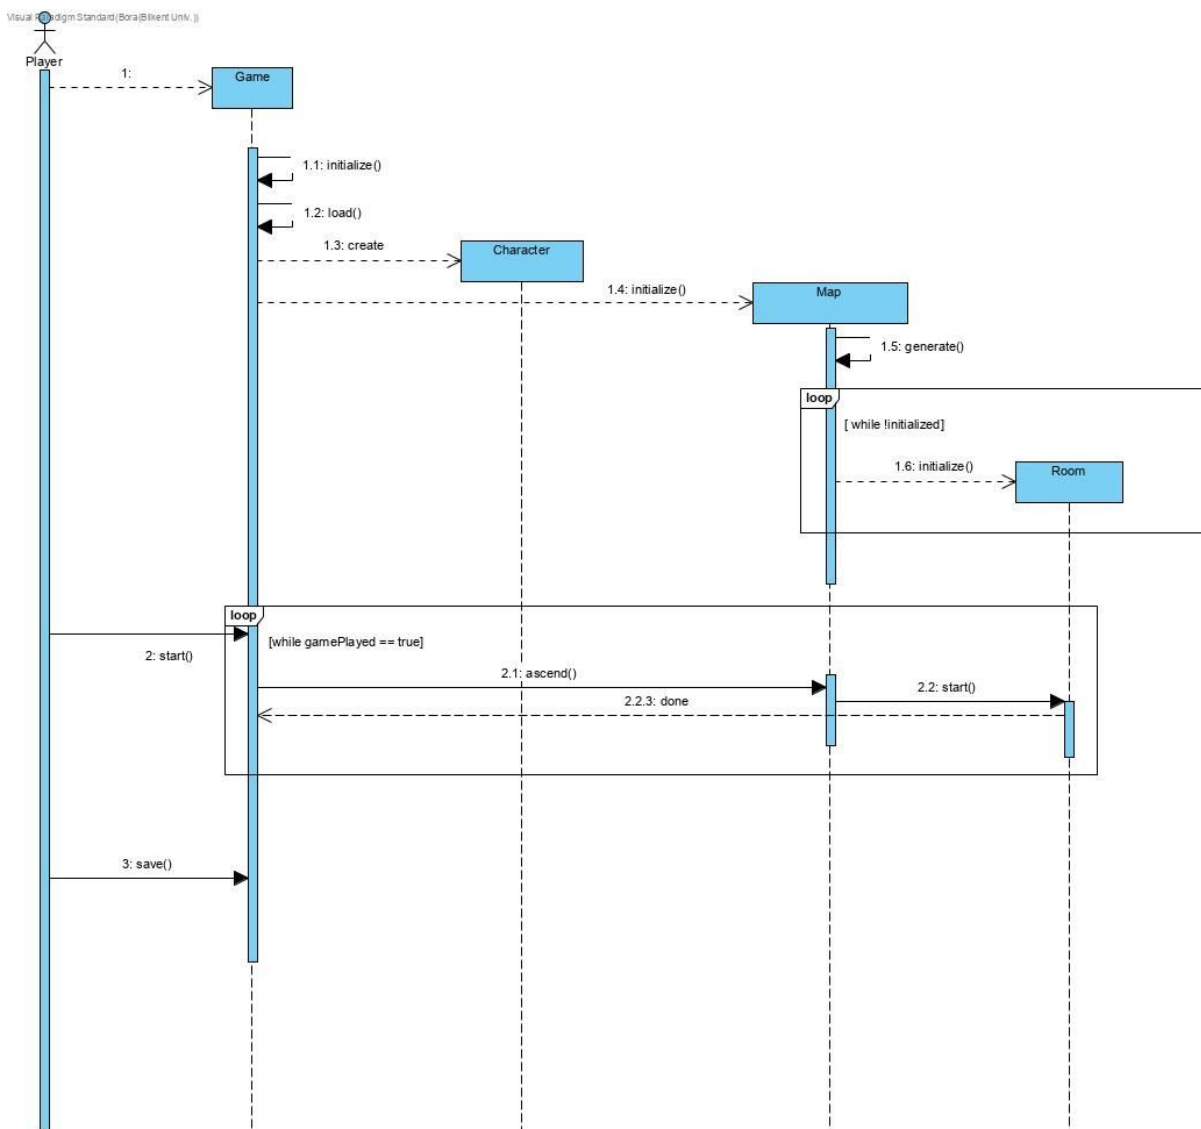 Visual Paradigm Standard(Bora(Bilkent Univ.))
Player
1:
Game
1.1: initialize()
1.2: load()
1.3: create
Character
1.4: initialize()
Map
1.5: generate()
loop
[ while !initialized]
1.6: initialize()
Room
loop
[while gamePlayed == true]
2: start()
2.1: ascend()
2.2: start()
2.2.3: done
3: save()